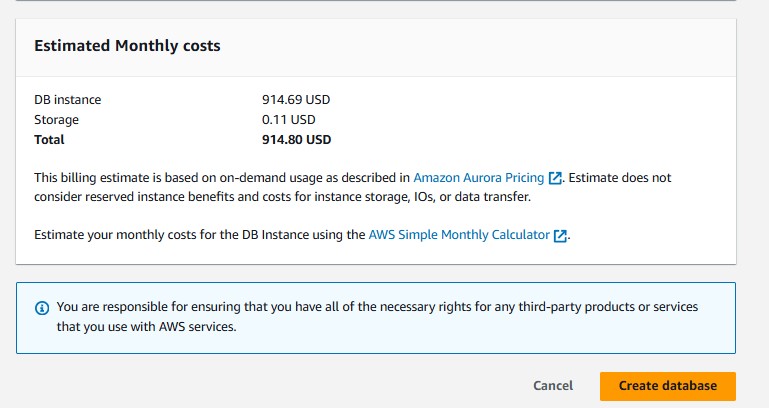 Estimated Monthly costs
DB instance 914.69 USD
Storage 0.11 USD
Total 914.80 USD
This billing estimate is based on on-demand usage as described in Amazon Aurora Pricing. Estimate does not
consider reserved instance benefits and costs for instance storage, IOs, or data transfer.
Estimate your monthly costs for the DB Instance using the AWS Simple Monthly Calculator.
You are responsible for ensuring that you have all of the necessary rights for any third-party products or services
that you use with AWS services.
Cancel Create database